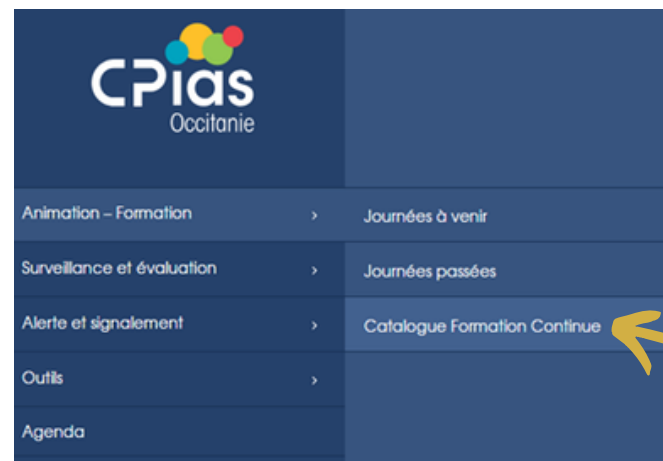 CPias
Occitanie
Animation – Formation
Surveillance et évaluation
Alerte et signalement
Outils
Agenda
Journées à venir
Journées passées
Catalogue Formation Continue